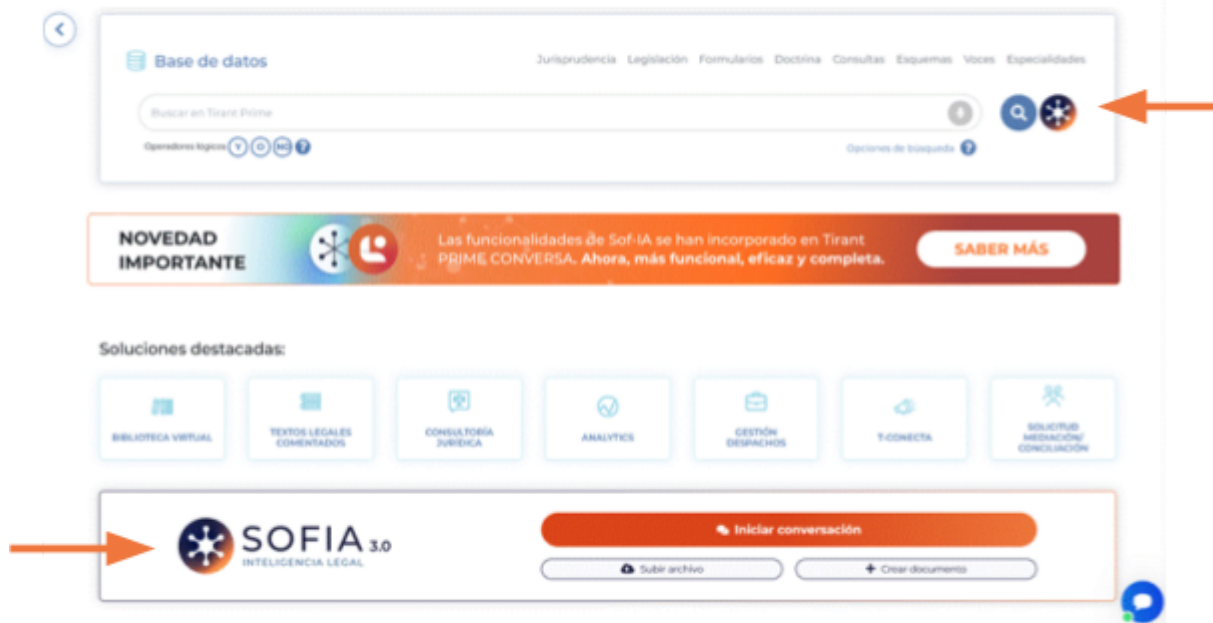 Base de datos
Jurisprudencia Legislación Formularios Doctrina Consultas Esquemas Voces Especialidades
Buscar en Tirant Prime
Operadores lógicos Y O NO ?
Opciones de búsqueda ?
NOVEDAD
IMPORTANTE
Las funcionalidades de Sof-IA se han incorporado en Tirant
PRIME CONVERSA. Ahora, más funcional, eficaz y completa.
SABER MÁS
Soluciones destacadas:
BIBLIOTECA VIRTUAL
TEXTOS LEGALES
COMENTADOS
CONSULTORÍA
JURÍDICA
ANALYTICS
GESTIÓN
DESPACHOS
T-CONECTA
SOLICITUD
MEDIACIÓN/
CONCILIACIÓN
SOFIA 3.0
INTELIGENCIA LEGAL
Iniciar conversación
Subir archivo
Crear documento